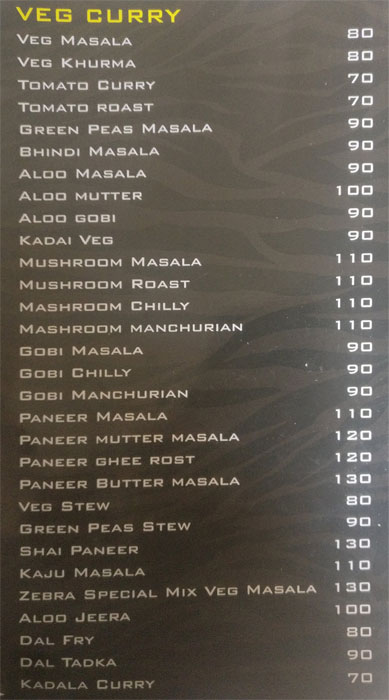 VEG CURRY
VEG MASALA 80
VEG KHURMA 80
TOMATO CURRY 70
TOMATO ROAST 70
GREEN PEAS MASALA 90
BHINDI MASALA 90
ALOO MASALA 90
ALOO MUTTER 100
ALOO GOBI 90
KADAI VEG 90
MUSHROOM MASALA 110
MUSHROOM ROAST 110
MASHROOM CHILLY 110
MASHROOM MANCHURIAN 110
GOBI MASALA 90
GOBI CHILLY 90
GOBI MANCHURIAN 90
PANEER MASALA 110
PANEER MUTTER MASALA 120
PANEER GHEE ROST 120
PANEER BUTTER MASALA 130
VEG STEW 80
GREEN PEAS STEW 90
SHAI PANEER 130
KAJU MASALA 110
ZEBRA SPECIAL MIX VEG MASALA 130
ALOO JEERA 100
DAL FRY 80
DAL TADKA 90
KADALA CURRY 70